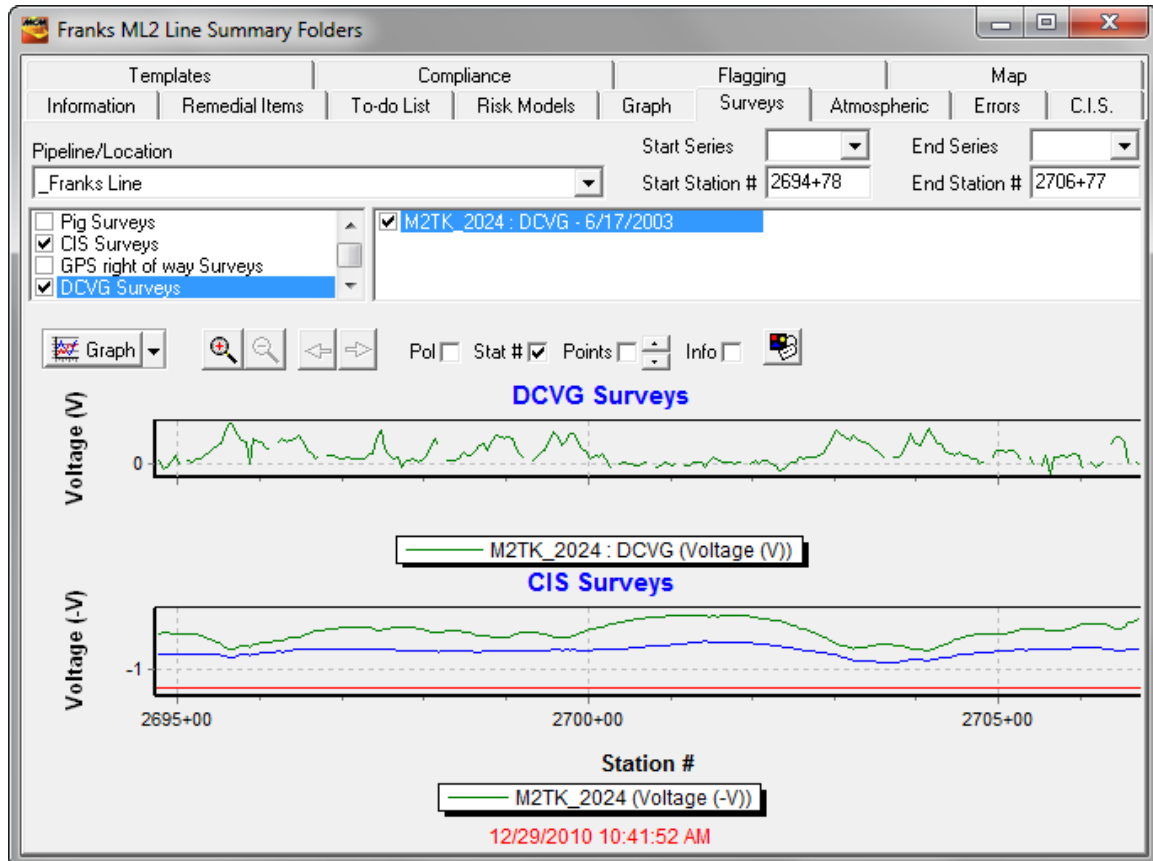 MCM
Franks ML2 Line Summary Folders
Templates Compliance Flagging Map
Information Remedial Items To-do List Risk Models Graph Surveys Atmospheric Errors C.I.S.
Pipeline/Location
Start Series End Series
_Franks Line
Start Station # 2694+78 End Station # 2706+77
Pig Surveys
CIS Surveys
GPS right of way Surveys
DCVG Surveys
M2TK_2024 : DCVG - 6/17/2003
Graph Pol Stat # Points Info
DCVG Surveys
Voltage (V)
0
M2TK_2024 : DCVG (Voltage (V))
CIS Surveys
Voltage (-V)
-1
2695+00 2700+00 2705+00
Station #
M2TK_2024 (Voltage (-V))
12/29/2010 10:41:52 AM